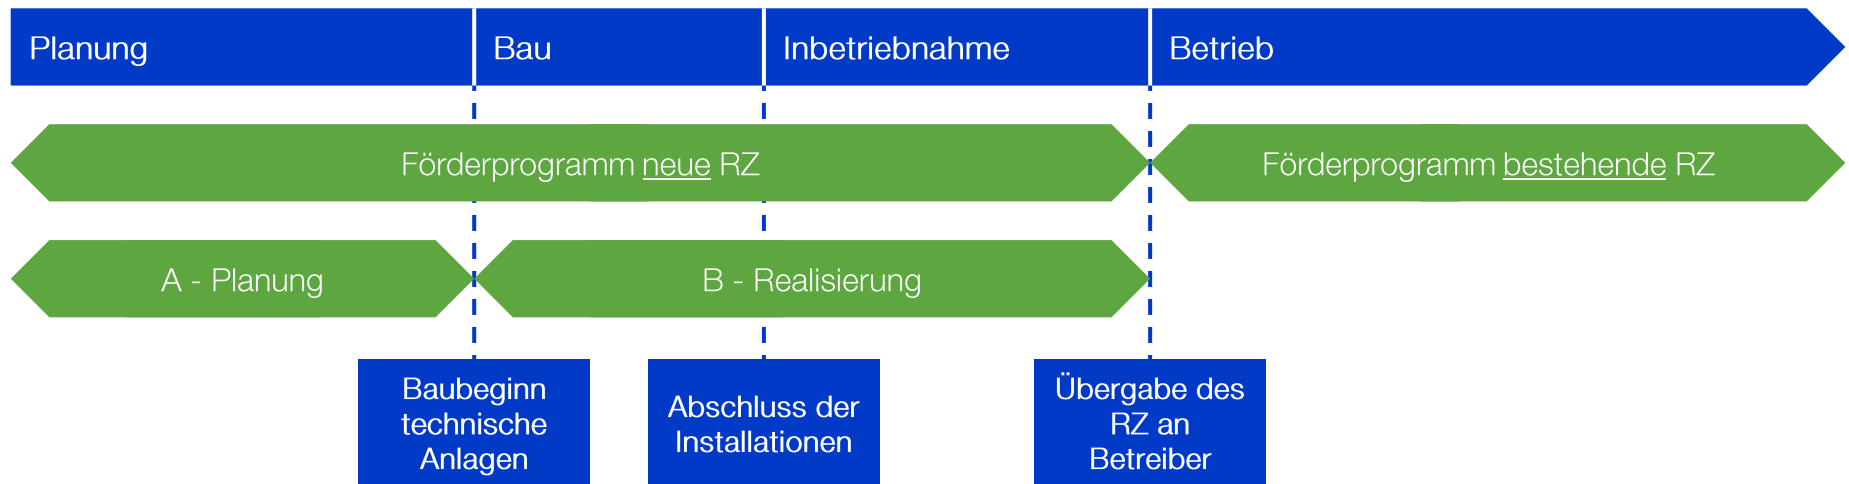 Planung
Bau
Inbetriebnahme
Betrieb
Förderprogramm neue RZ
Förderprogramm bestehende RZ
A - Planung
B - Realisierung
Baubeginn
technische
Anlagen
Abschluss der
Installationen
Übergabe des
RZ an
Betreiber